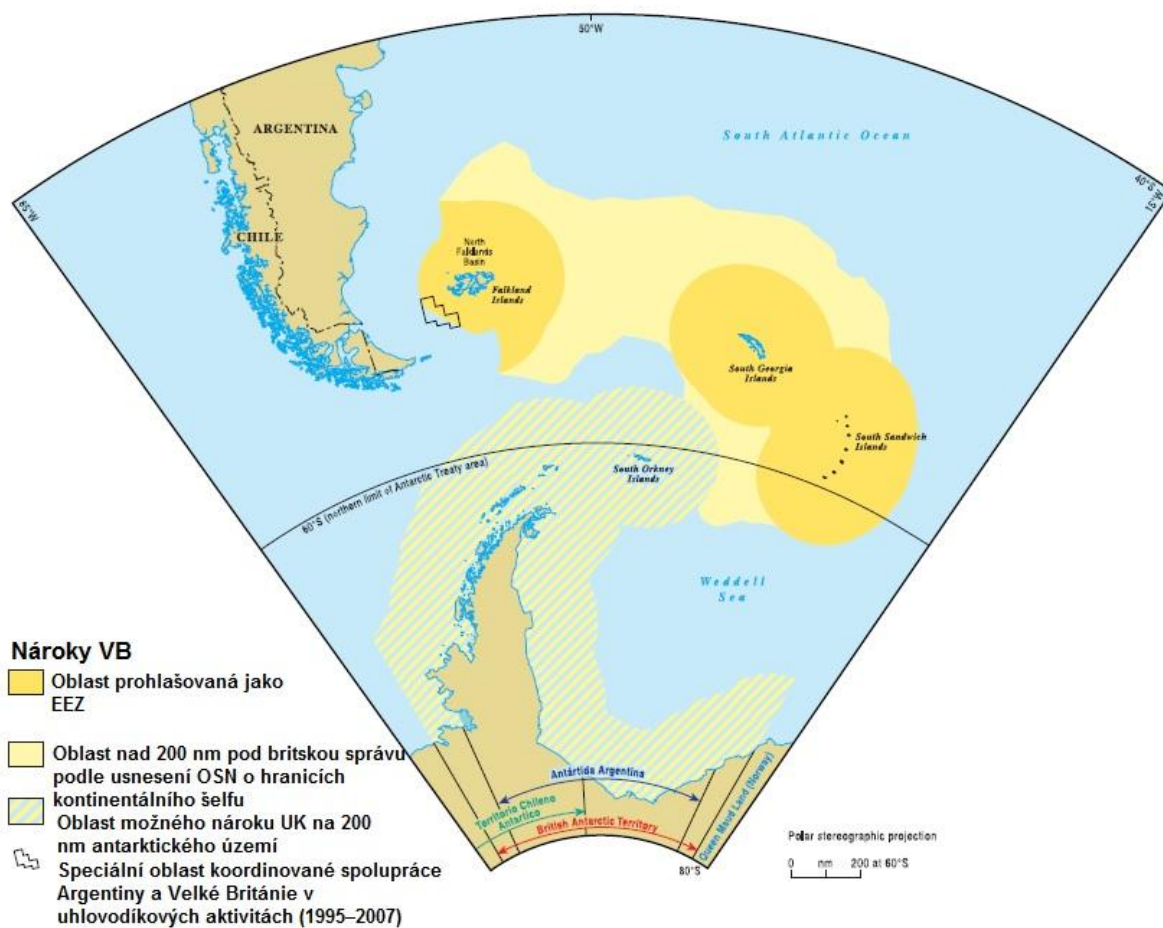 50°W
ARGENTINA
South Atlantic Ocean
65°W
40°S
15°W
CHILE
North
Falklands
Basin
Falkland
Islands
South Georgia
Islands
South Sandwich
Islands
60°S (northern limit of Antarctic Treaty area)
South Orkney
Islands
Weddell
Sea
Nároky VB
Oblast prohlašovaná jako
EEZ
Oblast nad 200 nm pod britskou správu
podle usnesení OSN o hranicích
kontinentálního šelfu
Oblast možného nároku UK na 200
nm antarktického území
Speciální oblast koordinované spolupráce
Argentiny a Velké Británie v
uhlovodíkových aktivitách (1995–2007)
Antártida Argentina
Territorio Chileno
Antartico
British Antarctic Territory
Queen Maud Land (Norway)
80°S
Polar stereographic projection
0 nm 200 at 60°S